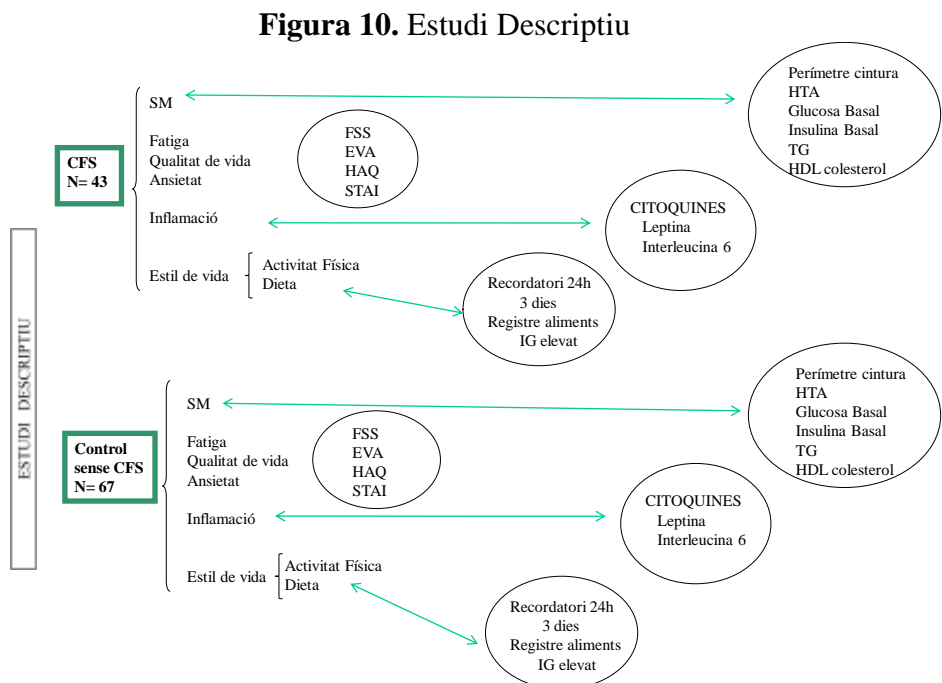 Figura 10. Estudi Descriptiu
ESTUDI DESCRIPTIU
CFS
N= 43
SM
Fatiga
Qualitat de vida
Ansietat
Inflamació
Estil de vida
Activitat Física
Dieta
FSS
EVA
HAQ
STAI
Perímetre cintura
HTA
Glucosa Basal
Insulina Basal
TG
HDL colesterol
CITOQUINES
Leptina
Interleucina 6
Recordatori 24h
3 dies
Registre aliments
IG elevat
Control
sense CFS
N= 67
SM
Fatiga
Qualitat de vida
Ansietat
Inflamació
Estil de vida
Activitat Física
Dieta
FSS
EVA
HAQ
STAI
Perímetre cintura
HTA
Glucosa Basal
Insulina Basal
TG
HDL colesterol
CITOQUINES
Leptina
Interleucina 6
Recordatori 24h
3 dies
Registre aliments
IG elevat